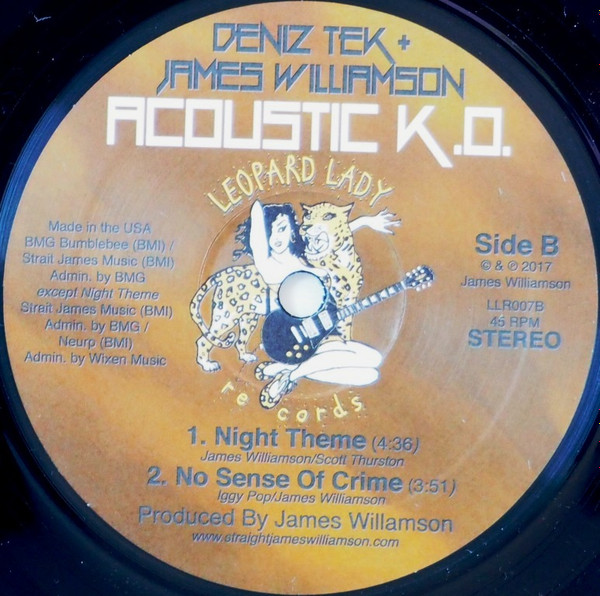 DENIZ TEK +
JAMES WILLIAMSON
ACOUSTIC K.O.
LEOPARD LADY
records
Made in the USA
BMG Bumblebee (BMI) /
Strait James Music (BMI)
Admin. by BMG
except Night Theme
Strait James Music (BMI)
Admin. by BMG /
Neurp (BMI)
Admin. by Wixen Music
Side B
© & ℗ 2017
James Williamson
LLR007B
45 RPM
STEREO
1. Night Theme (4:36)
James Williamson/Scott Thurston
2. No Sense Of Crime (3:51)
Iggy Pop/James Williamson
Produced By James Willamson
www.straightjameswilliamson.com